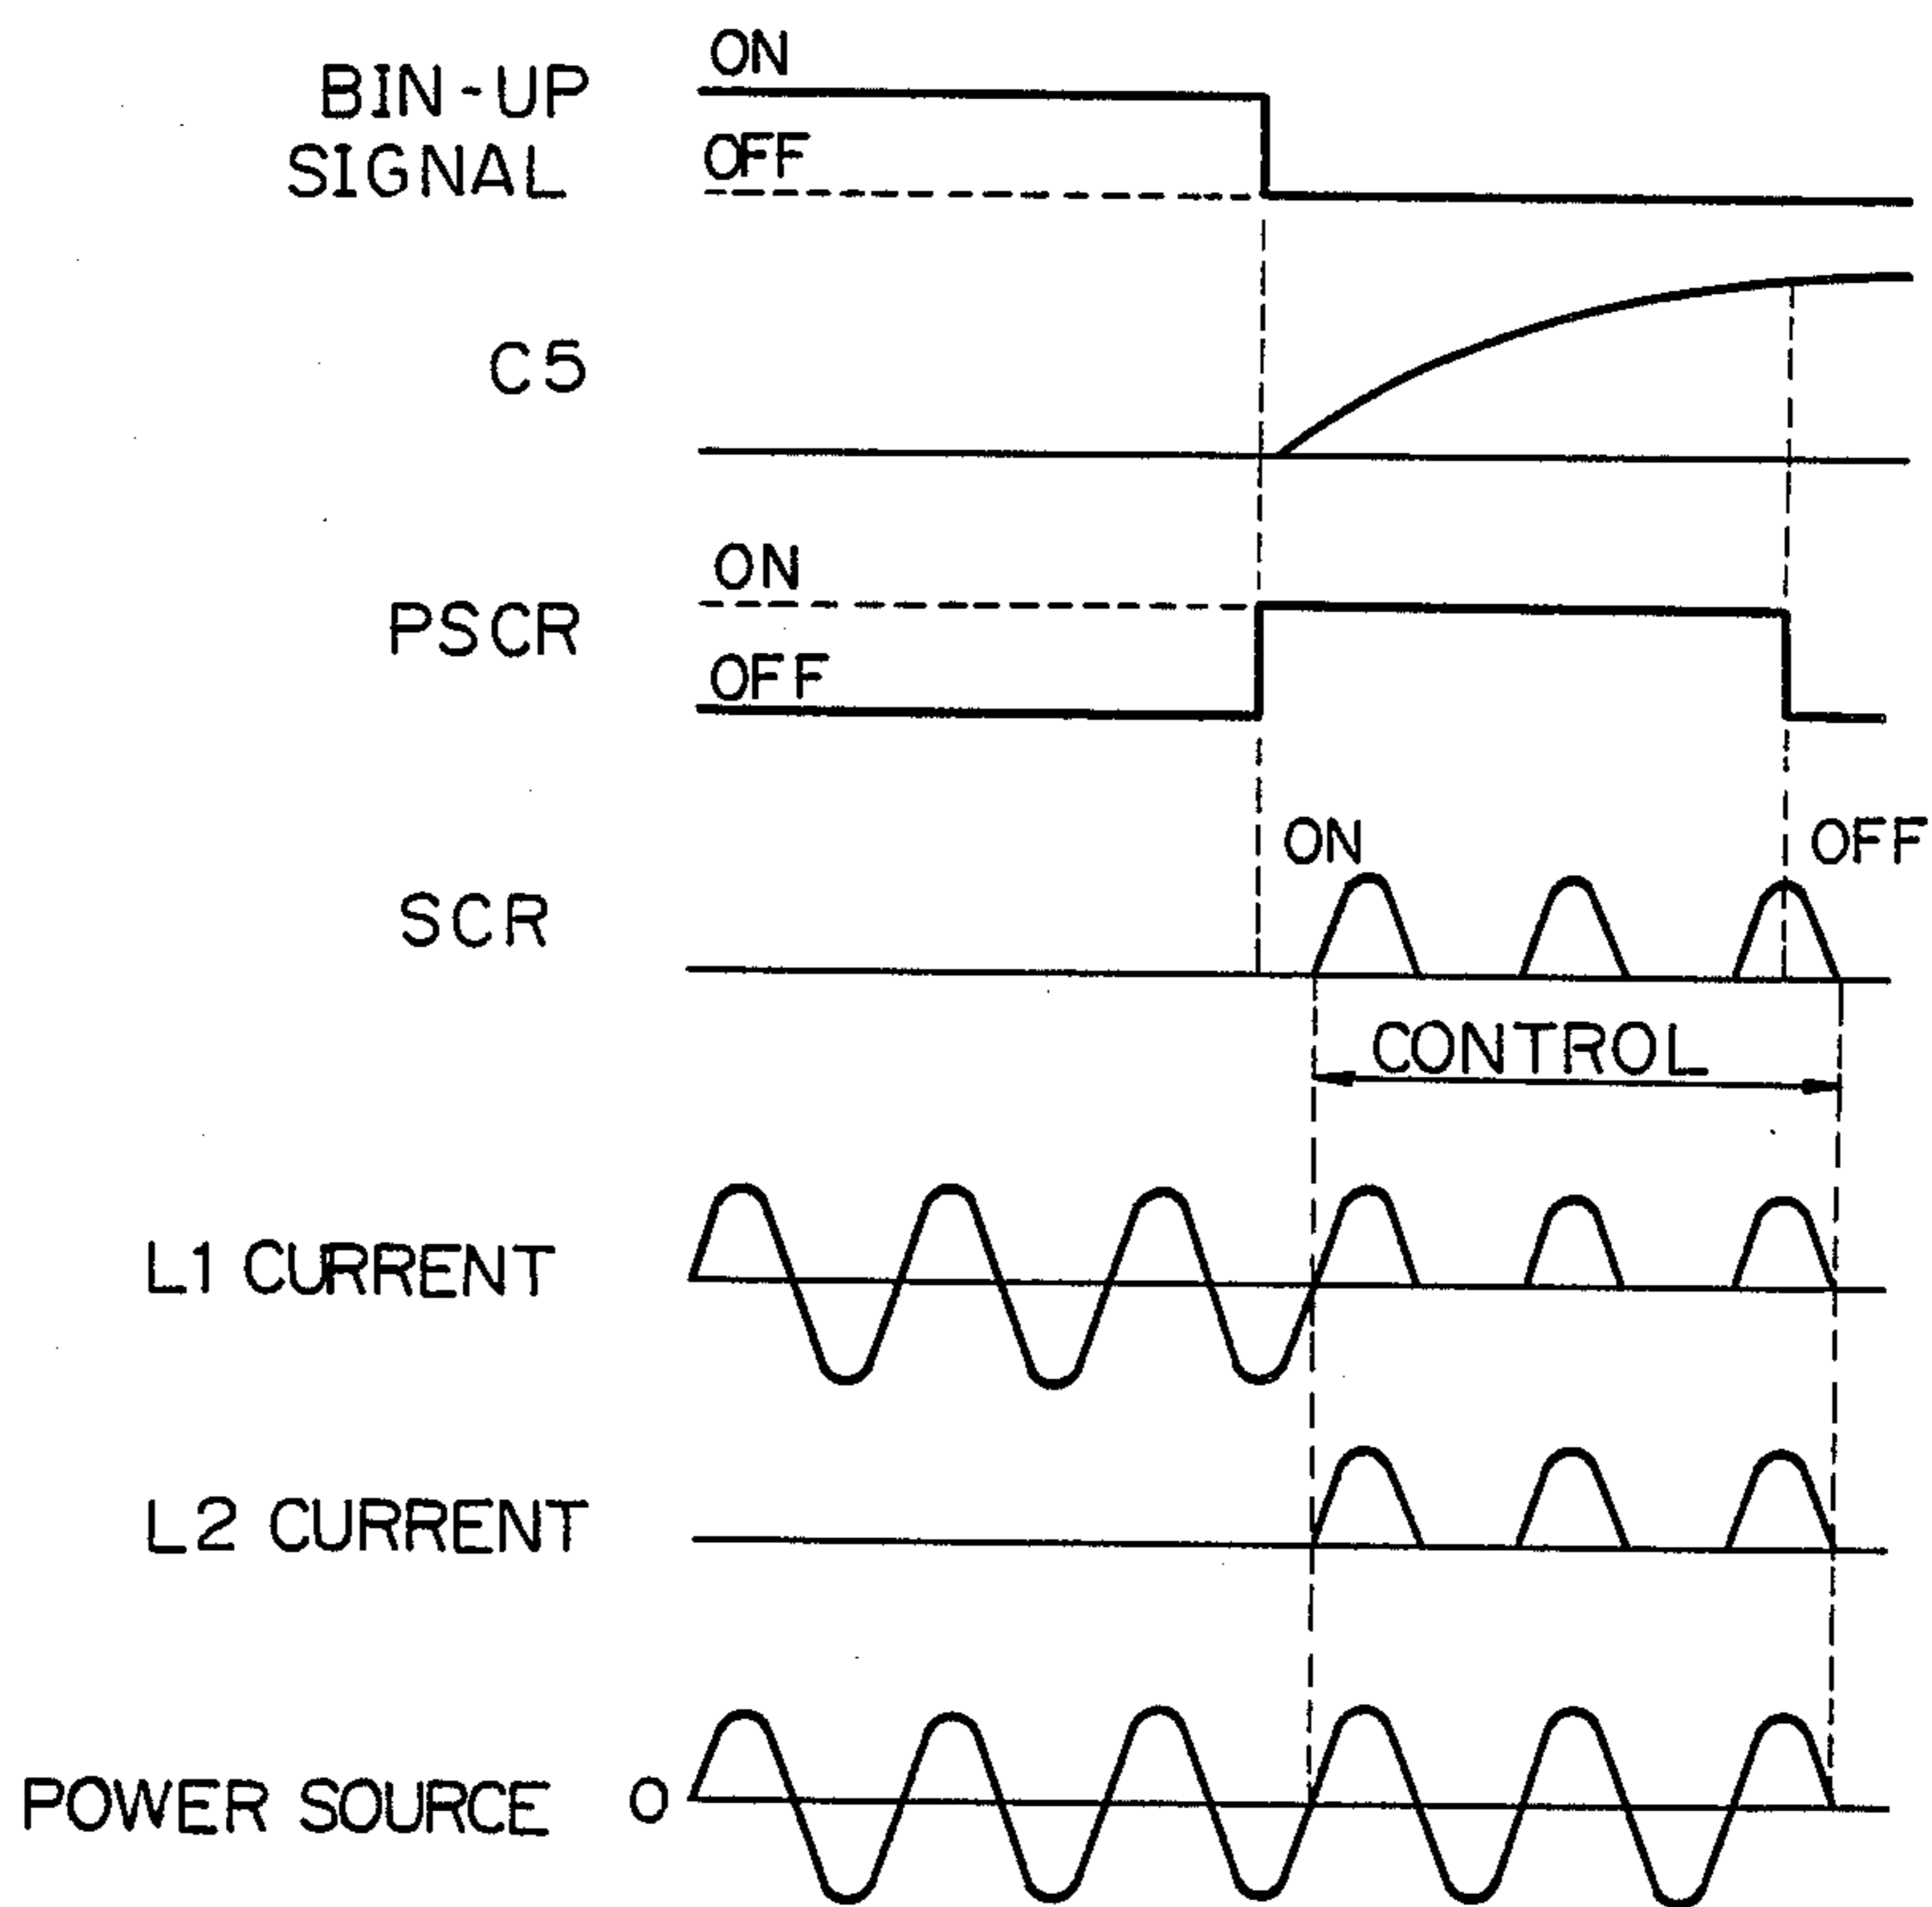 ON
BIN-UP
OFF
SIGNAL
C5
ON
PSCR
OFF
ON
OFF
SCR
CONTROL
L1 CURRENT
L2 CURRENT
POWER SOURCE
0